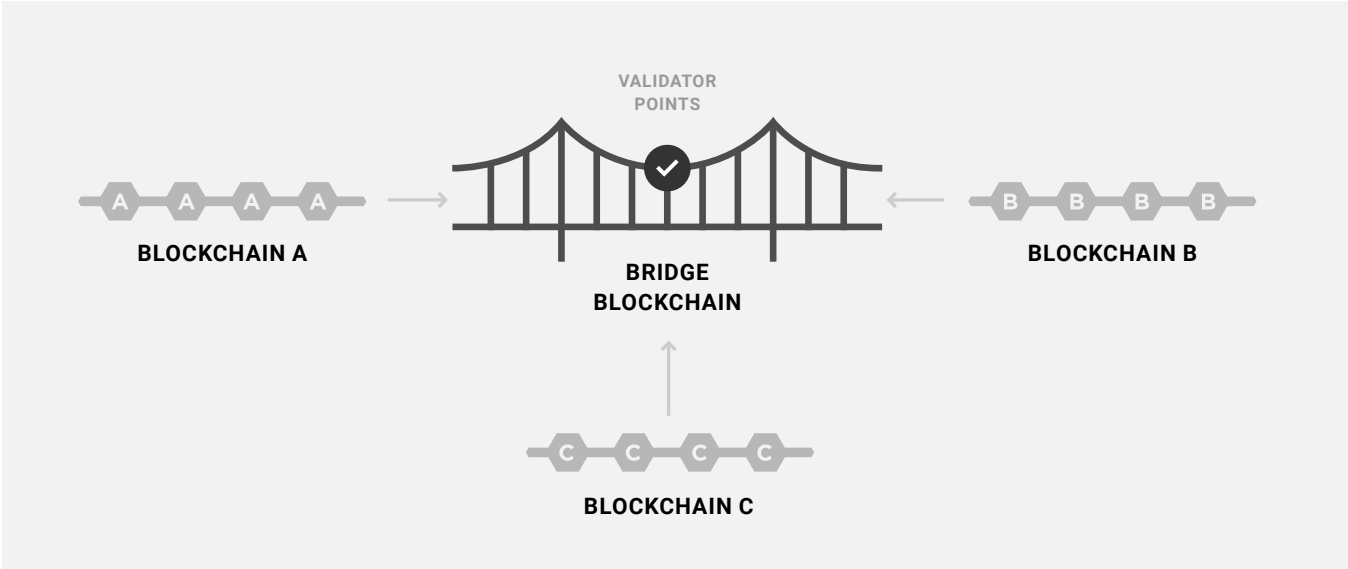 VALIDATOR
POINTS
A A A A
B B B B
BLOCKCHAIN A
BLOCKCHAIN B
BRIDGE
BLOCKCHAIN
C C C C
BLOCKCHAIN C